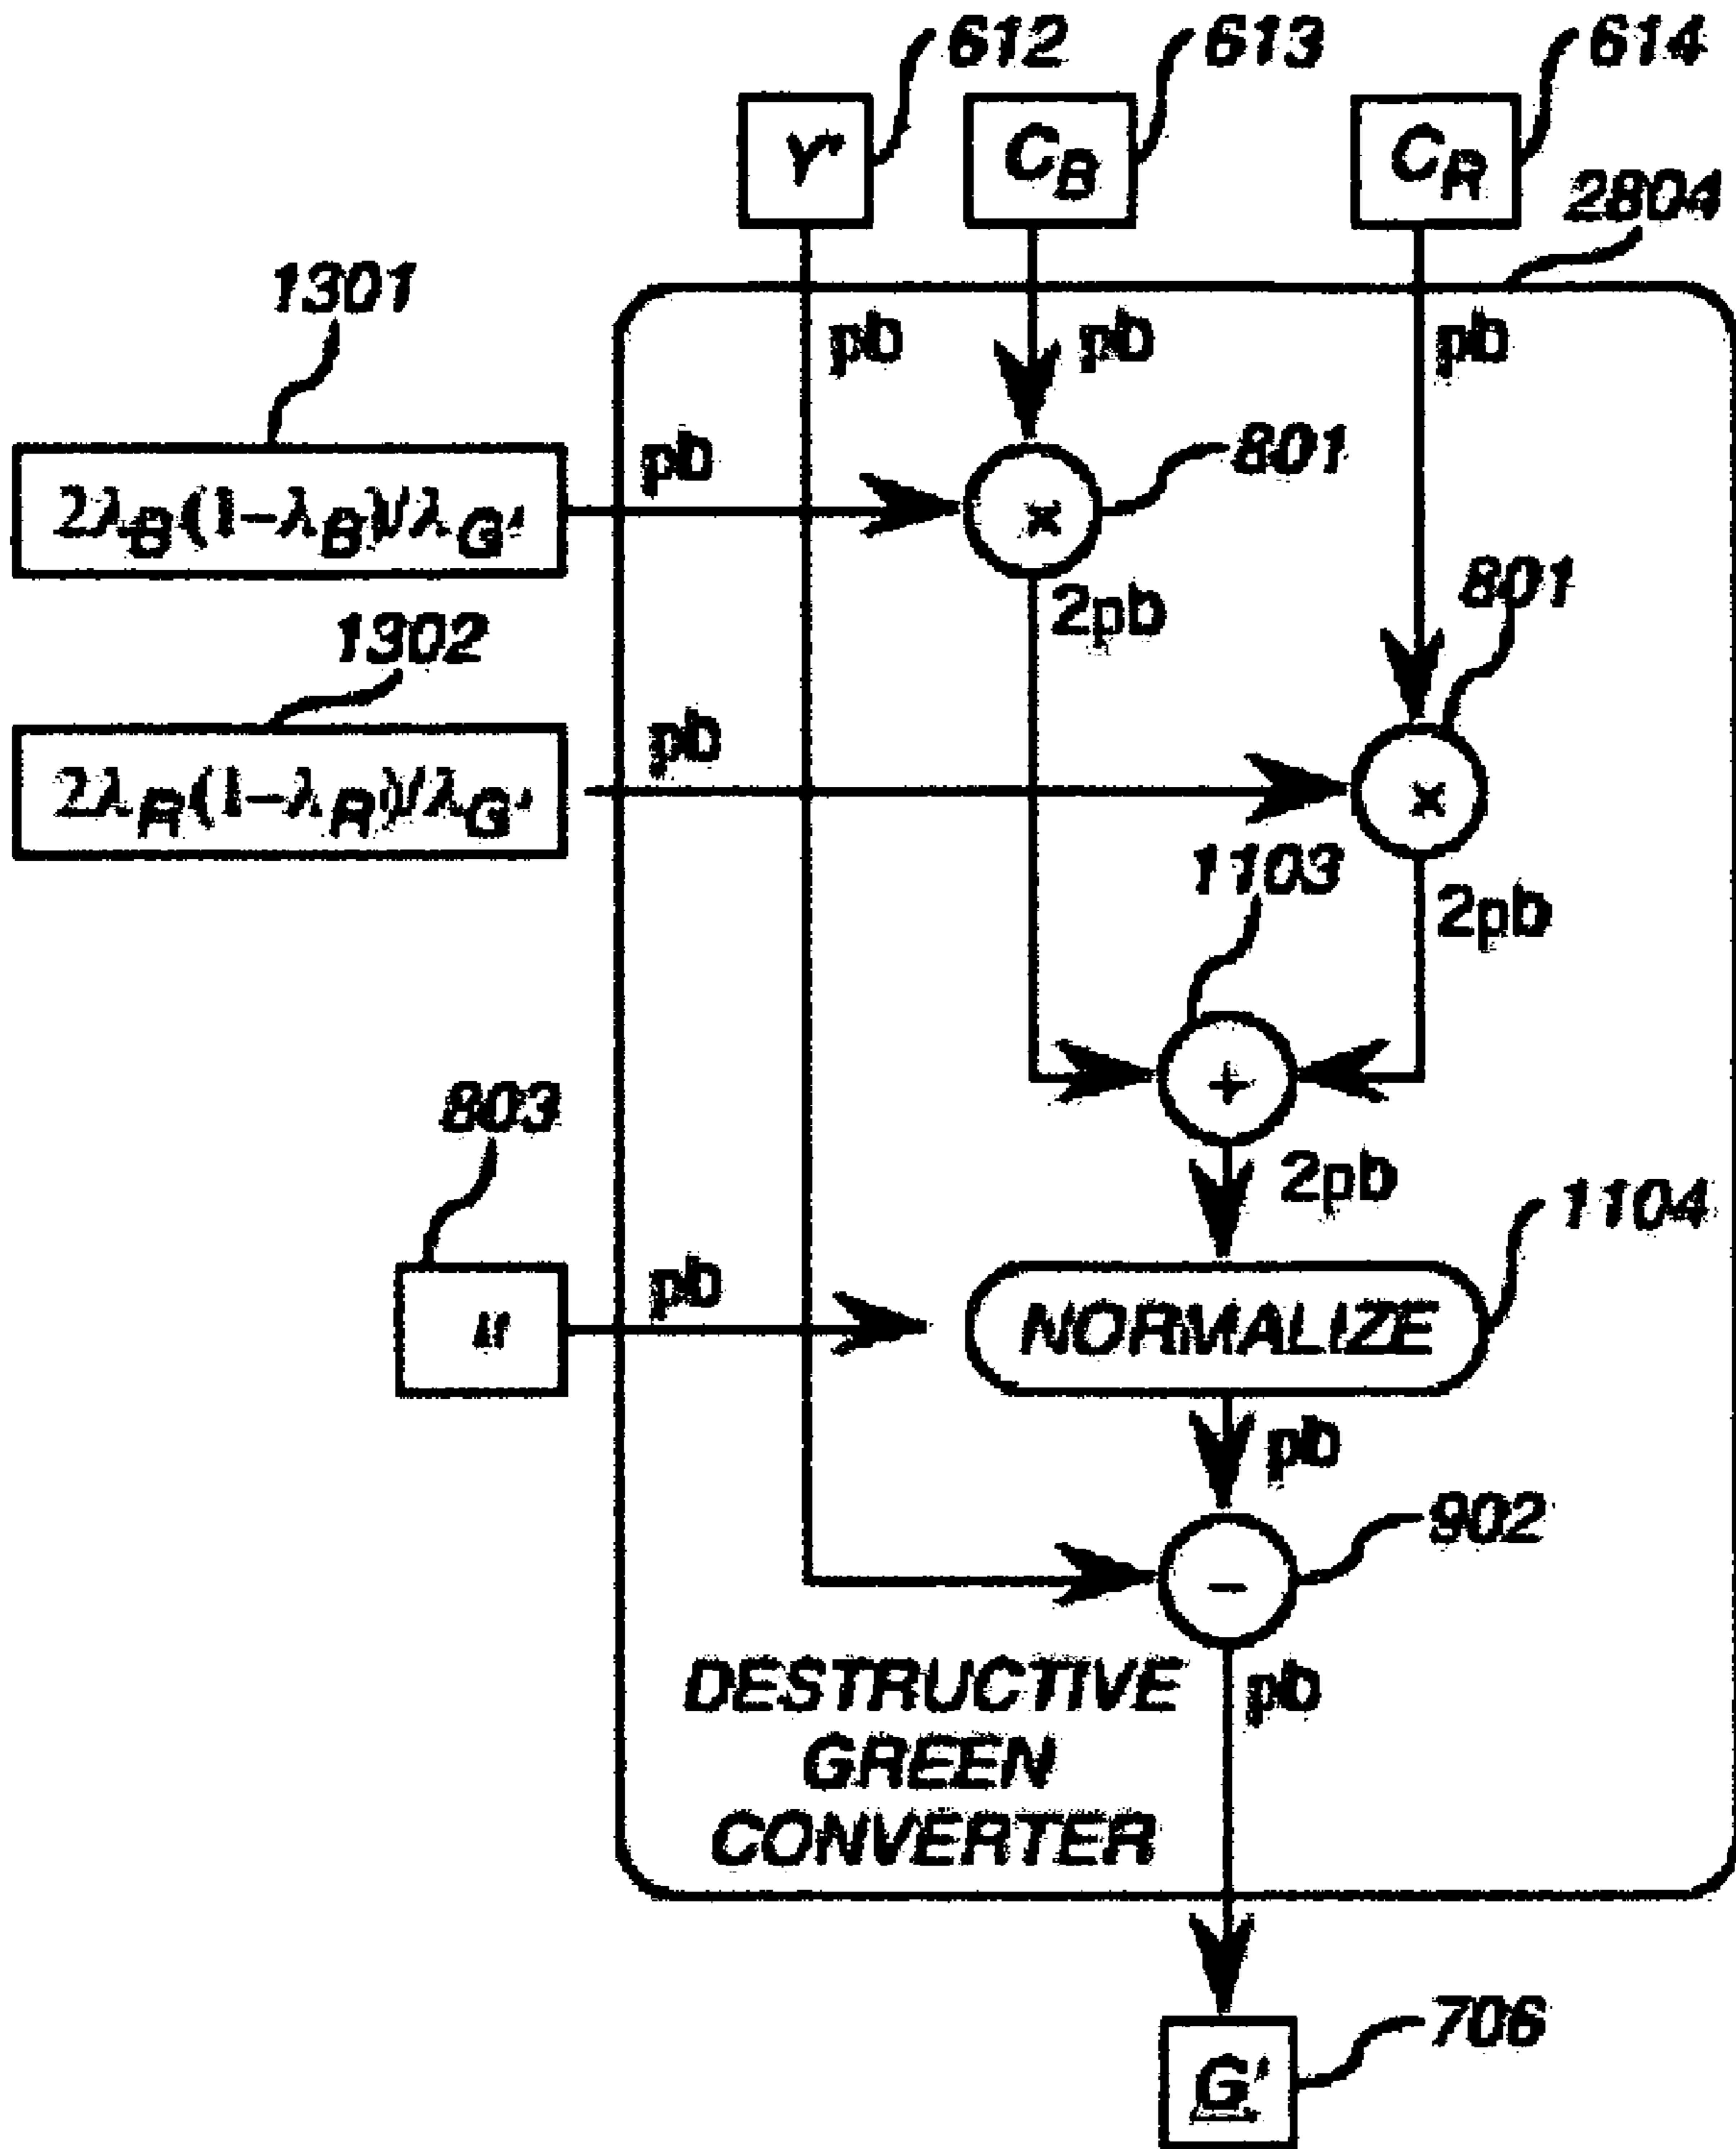 612
613
614
Y'
C_B
C_R
2804
1301
pb
pb
pb
pb
801
2λ_B(1-λ_B)/λ_G'
×
2pb
801
1302
pb
2λ_R(1-λ_R)/λ_G'
×
1103
2pb
+
803
2pb
1104
pb
NORMALIZE
pb
902
-
DESTRUCTIVE
GREEN
CONVERTER
pb
706
G'